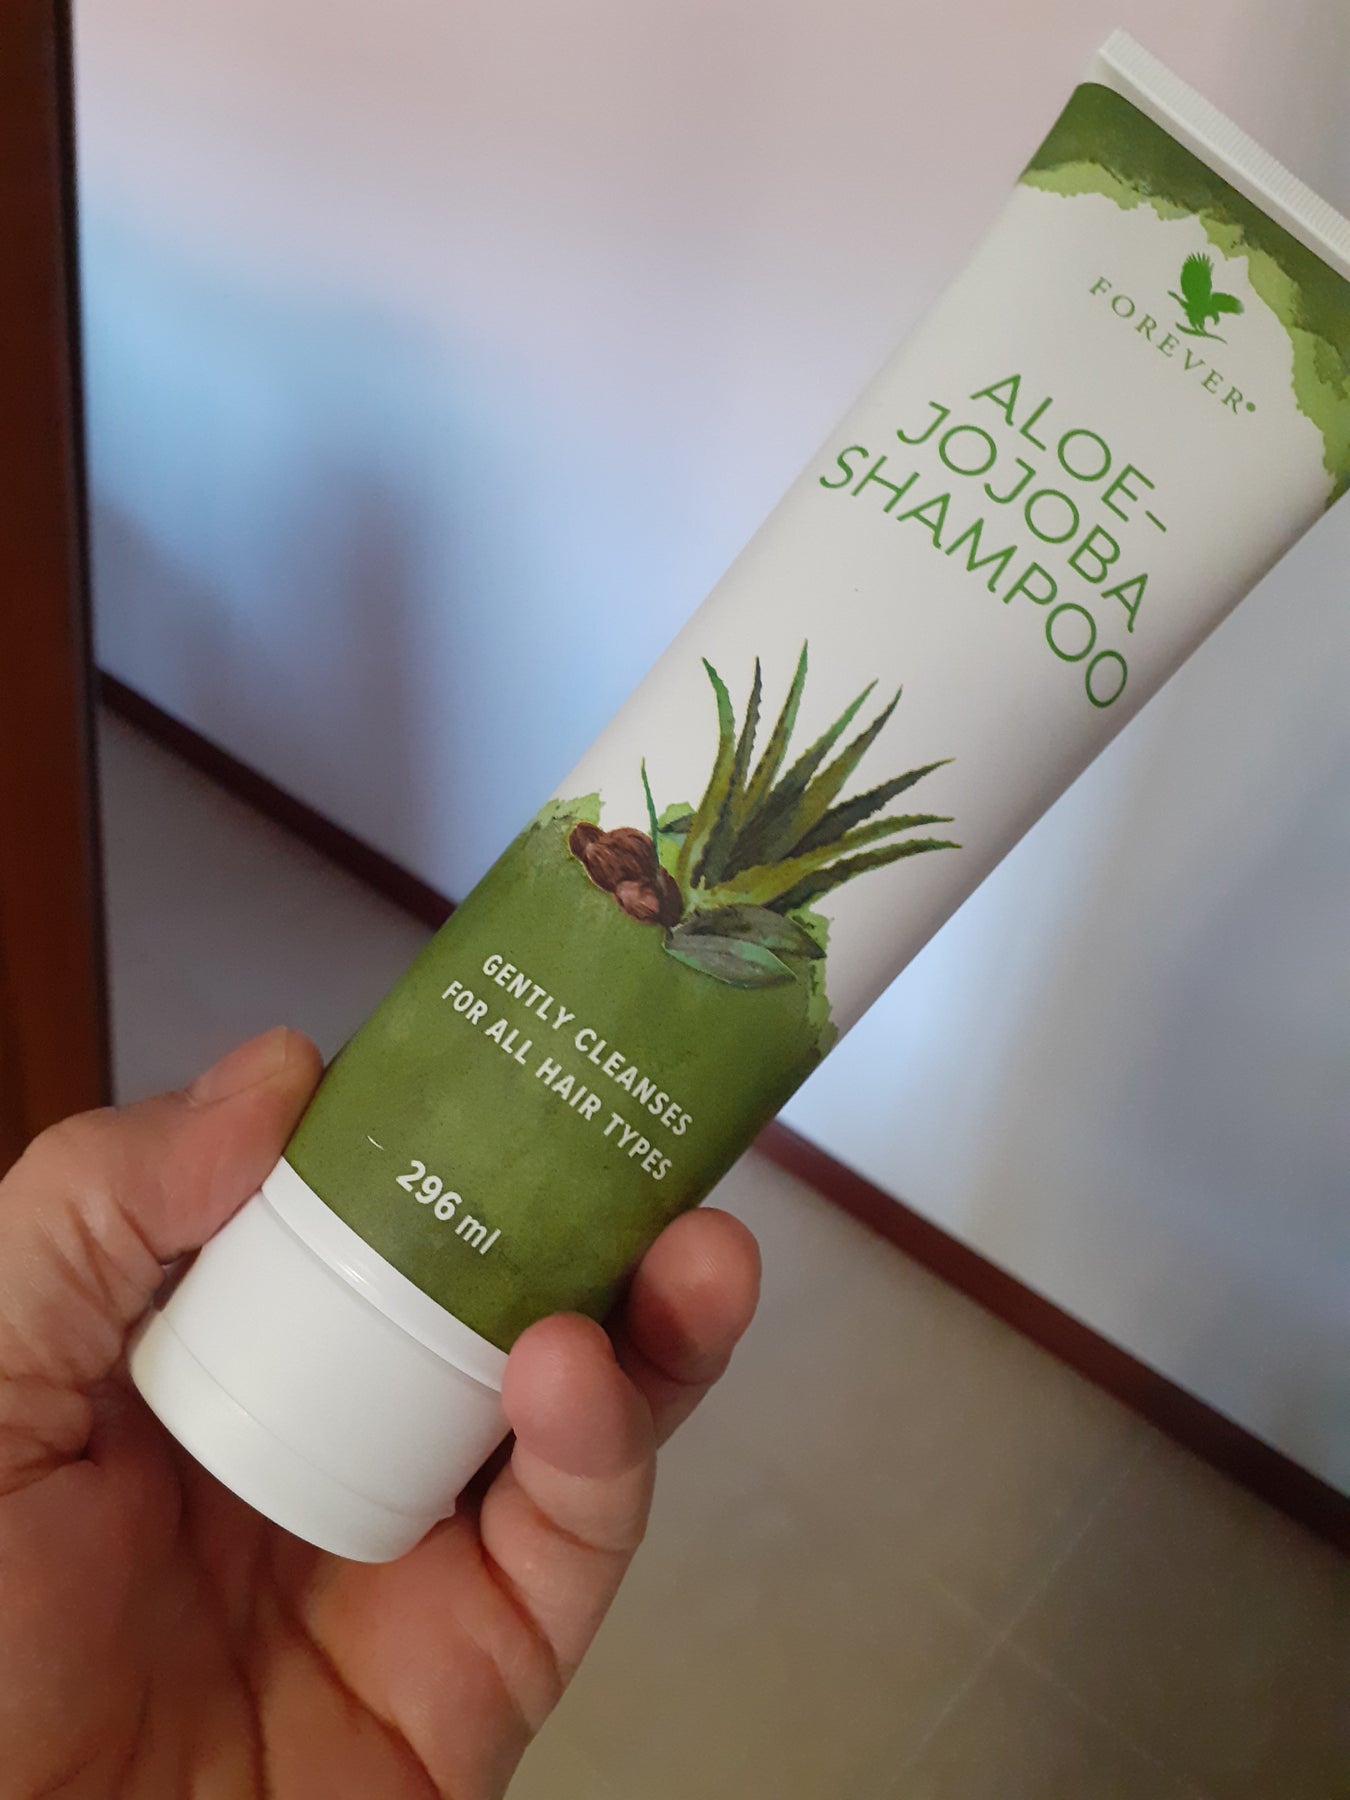 FOREVER®
ALOE-
JOJOBA
SHAMPOO
GENTLY CLEANSES
FOR ALL HAIR TYPES
296 ml